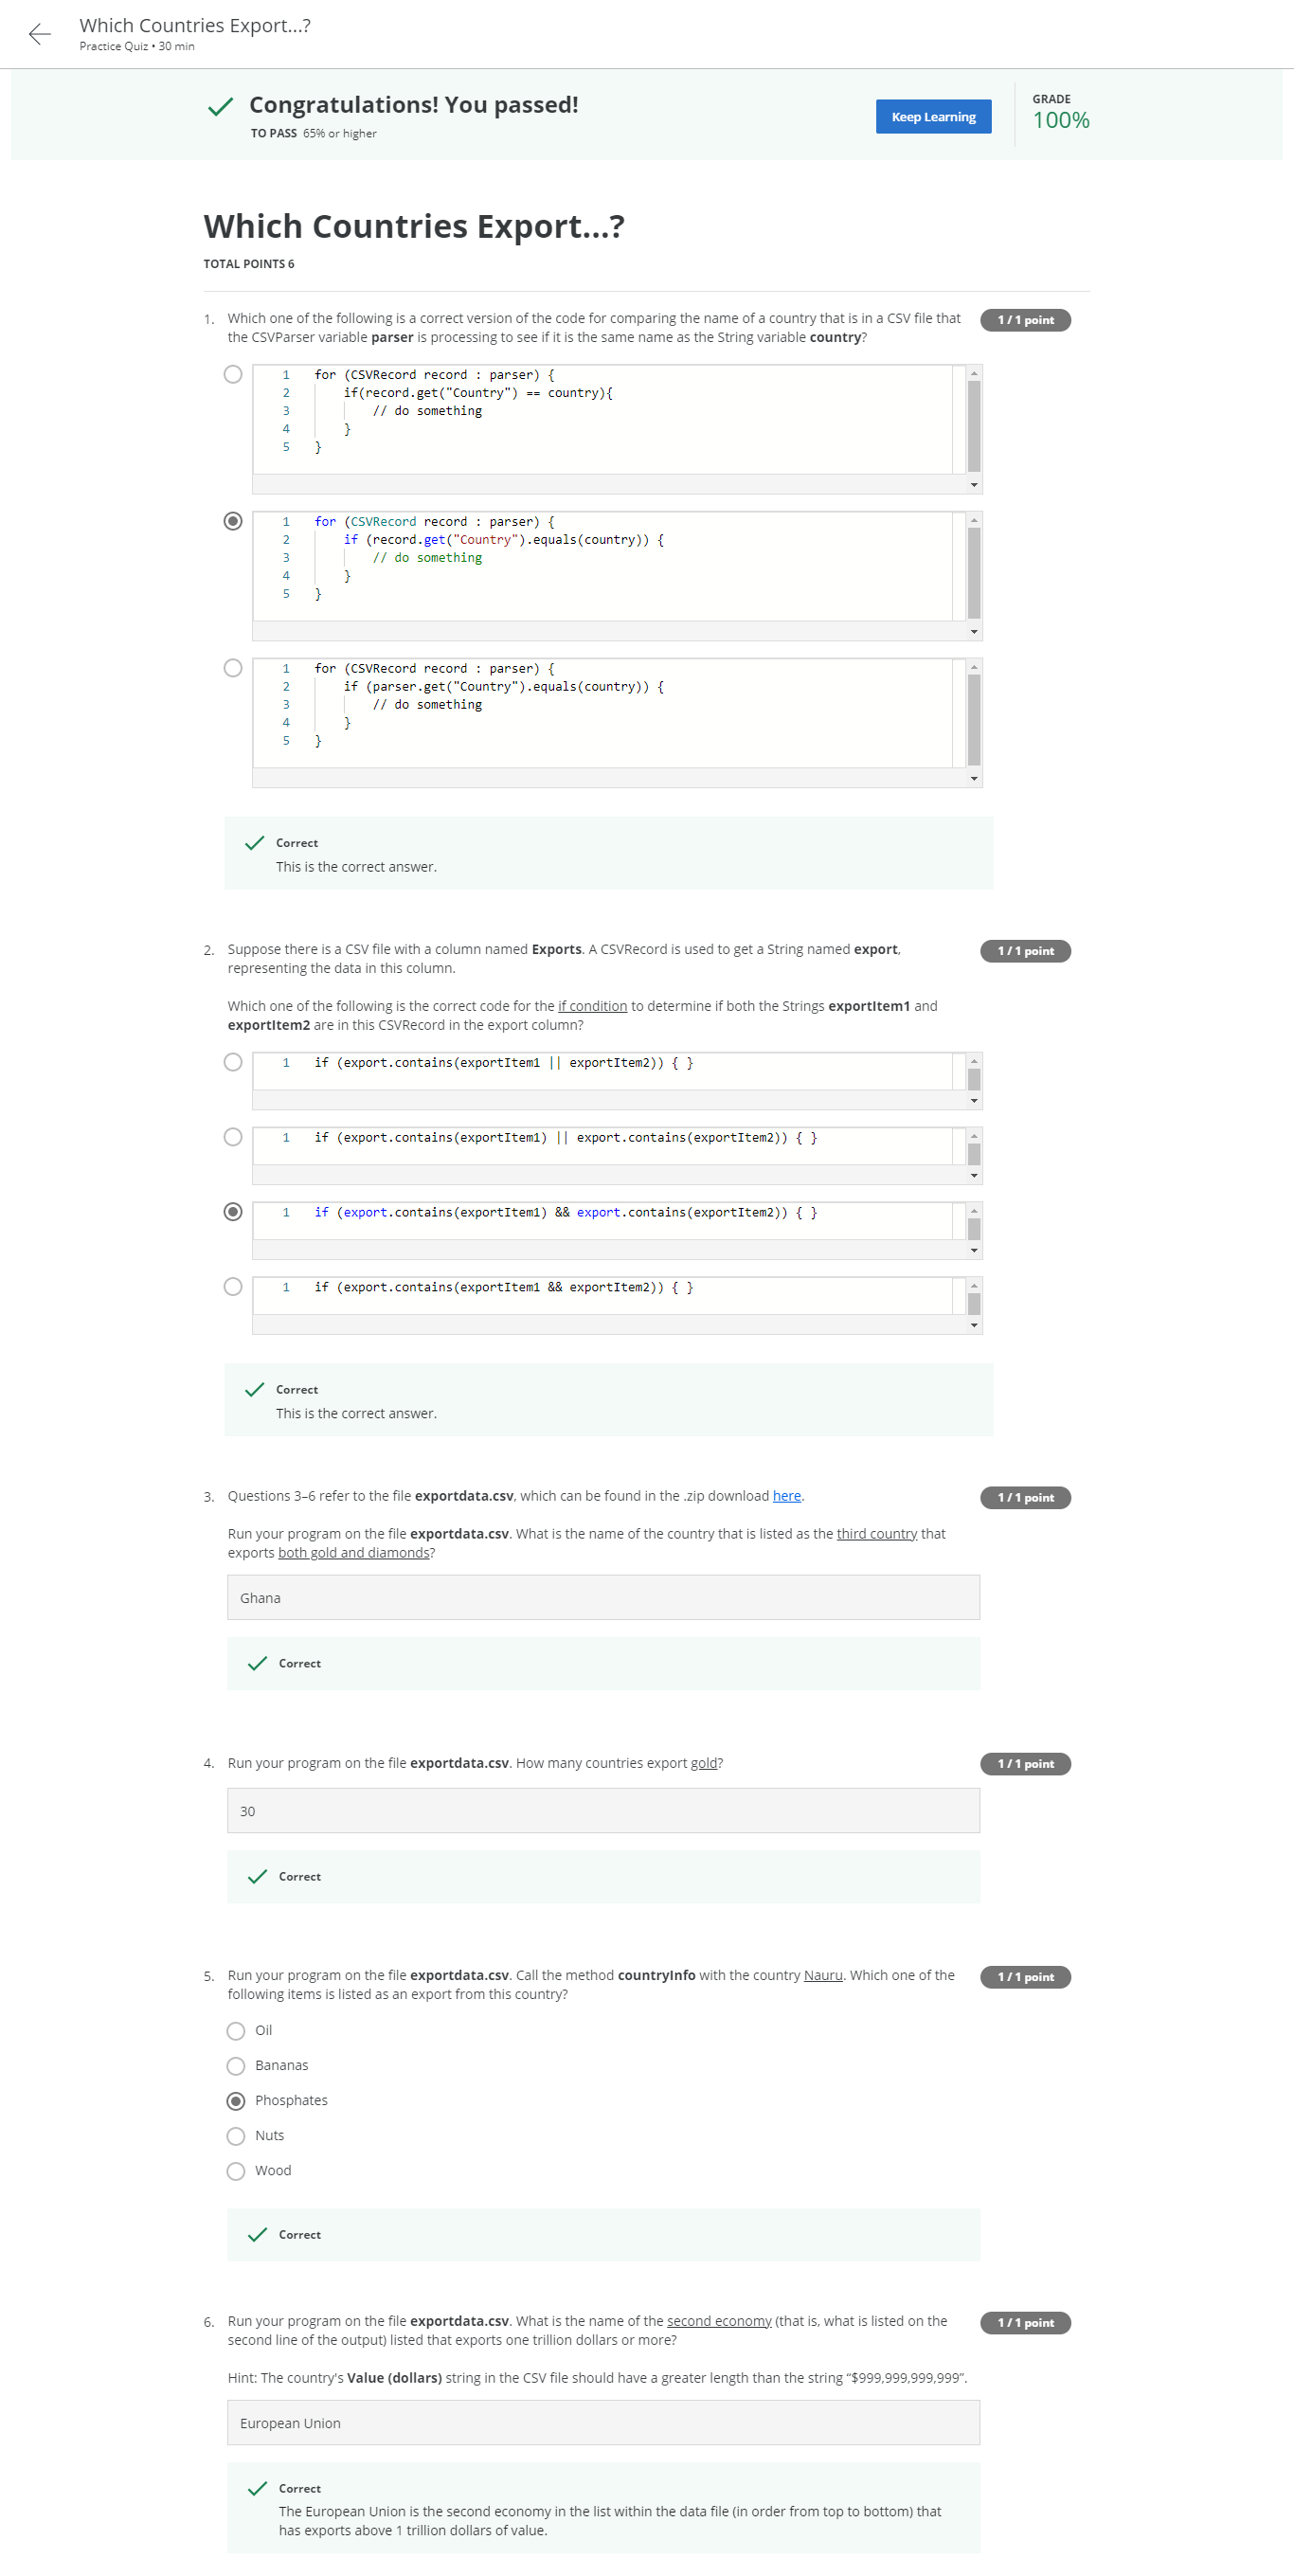 Which Countries Export...?
Practice Quiz • 30 min
Congratulations! You passed!
TO PASS 65% or higher
Keep Learning
GRADE
100%
Which Countries Export...?
TOTAL POINTS 6
1. Which one of the following is a correct version of the code for comparing the name of a country that is in a CSV file that
the CSVParser variable parser is processing to see if it is the same name as the String variable country?
1 / 1 point
1 for (CSVRecord record : parser) {
2 if(record.get("Country") == country){
3 // do something
4 }
5 }
1 for (CSVRecord record : parser) {
2 if (record.get("Country").equals(country)) {
3 // do something
4 }
5 }
1 for (CSVRecord record : parser) {
2 if (parser.get("Country").equals(country)) {
3 // do something
4 }
5 }
Correct
This is the correct answer.
2. Suppose there is a CSV file with a column named Exports. A CSVRecord is used to get a String named export,
representing the data in this column.
1 / 1 point
Which one of the following is the correct code for the if condition to determine if both the Strings exportItem1 and
exportItem2 are in this CSVRecord in the export column?
1 if (export.contains(exportItem1 || exportItem2)) { }
1 if (export.contains(exportItem1) || export.contains(exportItem2)) { }
1 if (export.contains(exportItem1) && export.contains(exportItem2)) { }
1 if (export.contains(exportItem1 && exportItem2)) { }
Correct
This is the correct answer.
3. Questions 3–6 refer to the file exportdata.csv, which can be found in the .zip download here.
1 / 1 point
Run your program on the file exportdata.csv. What is the name of the country that is listed as the third country that
exports both gold and diamonds?
Ghana
Correct
4. Run your program on the file exportdata.csv. How many countries export gold?
1 / 1 point
30
Correct
5. Run your program on the file exportdata.csv. Call the method countryInfo with the country Nauru. Which one of the
following items is listed as an export from this country?
1 / 1 point
Oil
Bananas
Phosphates
Nuts
Wood
Correct
6. Run your program on the file exportdata.csv. What is the name of the second economy (that is, what is listed on the
second line of the output) listed that exports one trillion dollars or more?
1 / 1 point
Hint: The country's Value (dollars) string in the CSV file should have a greater length than the string “$999,999,999,999”.
European Union
Correct
The European Union is the second economy in the list within the data file (in order from top to bottom) that
has exports above 1 trillion dollars of value.